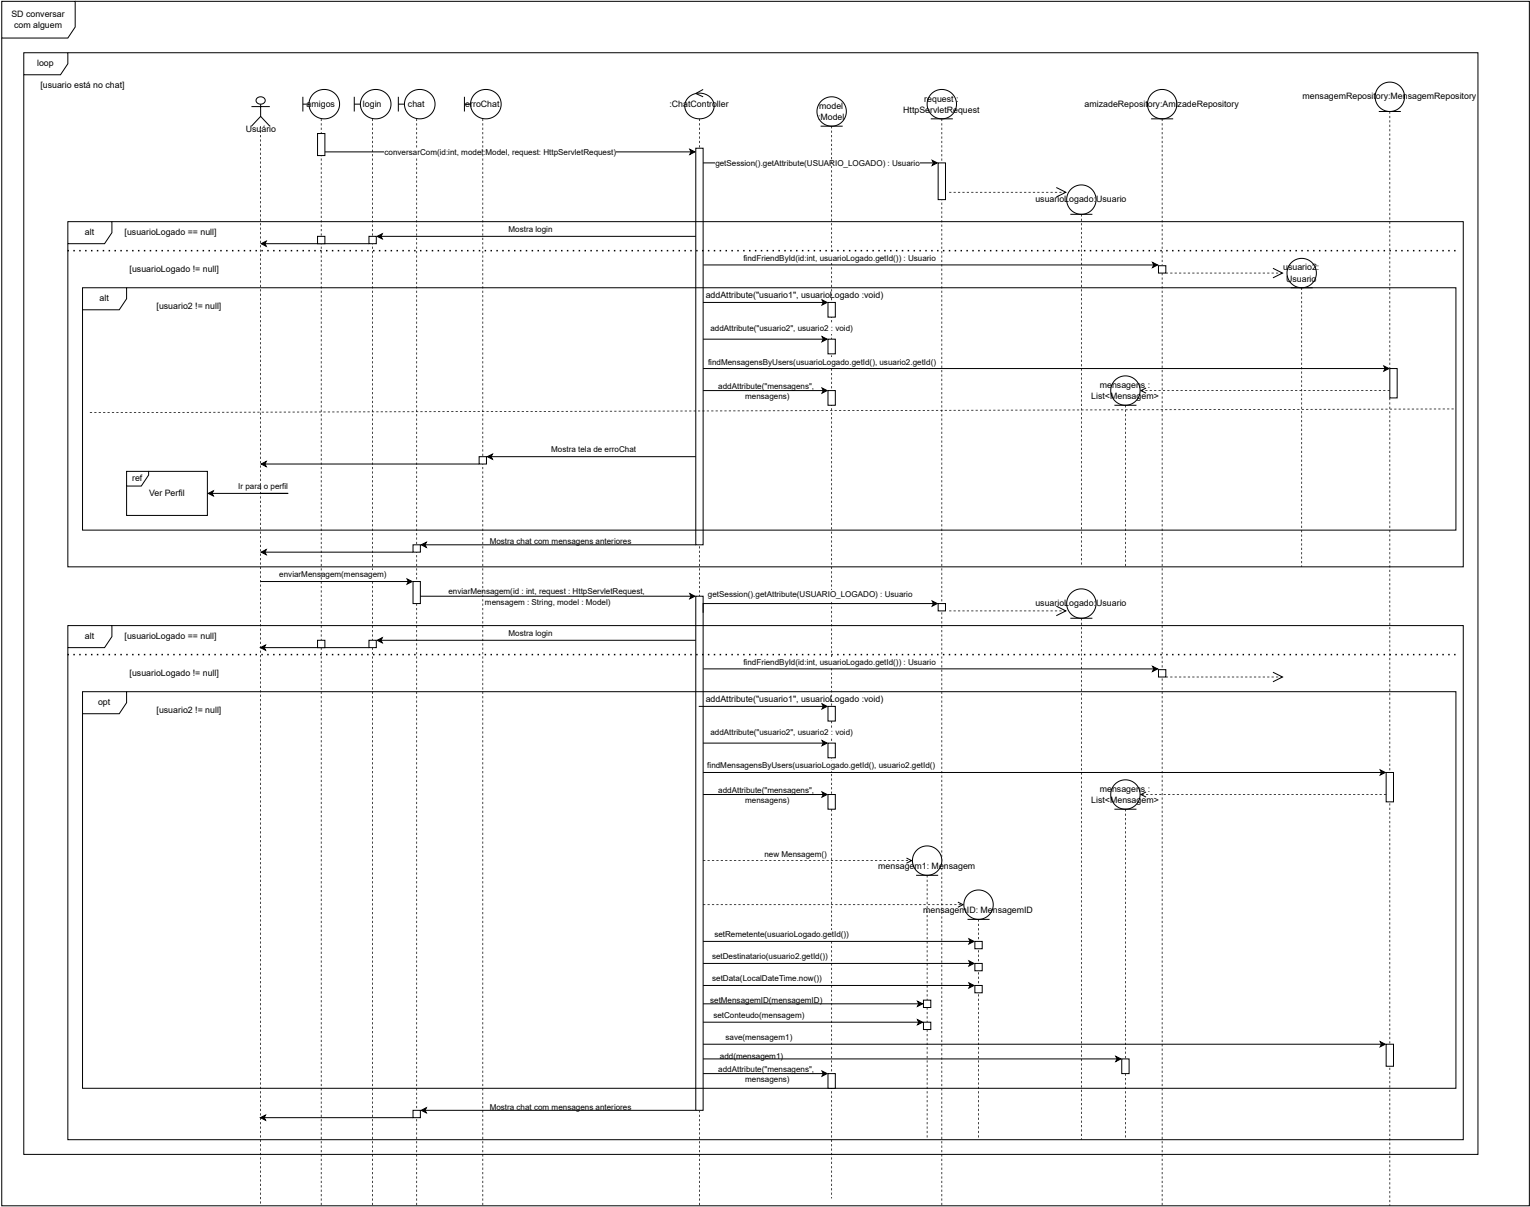 SD conversar
com alguem
loop
[usuario está no chat]
Usuário
amigos
login
chat
erroChat
:ChatController
model
:Model
request :
HttpServletRequest
amizadeRepository:AmizadeRepository
mensagemRepository:MensagemRepository
conversarCom(id:int, model:Model, request: HttpServletRequest)
getSession().getAttribute(USUARIO_LOGADO) : Usuario
usuarioLogado:Usuario
alt
[usuarioLogado == null]
Mostra login
[usuarioLogado != null]
findFriendById(id:int, usuarioLogado.getId()) : Usuario
usuario2:
Usuario
alt
[usuario2 != null]
addAttribute("usuario1", usuarioLogado :void)
addAttribute("usuario2", usuario2 : void)
findMensagensByUsers(usuarioLogado.getId(), usuario2.getId()
addAttribute("mensagens",
mensagens)
mensagens :
List<Mensagem>
Mostra tela de erroChat
ref
Ver Perfil
Ir para o perfil
Mostra chat com mensagens anteriores
enviarMensagem(mensagem)
enviarMensagem(id : int, request : HttpServletRequest,
mensagem : String, model : Model)
getSession().getAttribute(USUARIO_LOGADO) : Usuario
usuarioLogado:Usuario
alt
[usuarioLogado == null]
Mostra login
[usuarioLogado != null]
findFriendById(id:int, usuarioLogado.getId()) : Usuario
opt
[usuario2 != null]
addAttribute("usuario1", usuarioLogado :void)
addAttribute("usuario2", usuario2 : void)
findMensagensByUsers(usuarioLogado.getId(), usuario2.getId()
addAttribute("mensagens",
mensagens)
mensagens :
List<Mensagem>
new Mensagem()
mensagem1: Mensagem
mensagemID: MensagemID
setRemetente(usuarioLogado.getId())
setDestinatario(usuario2.getId())
setData(LocalDateTime.now())
setMensagemID(mensagemID)
setConteudo(mensagem)
save(mensagem1)
add(mensagem1)
addAttribute("mensagens",
mensagens)
Mostra chat com mensagens anteriores